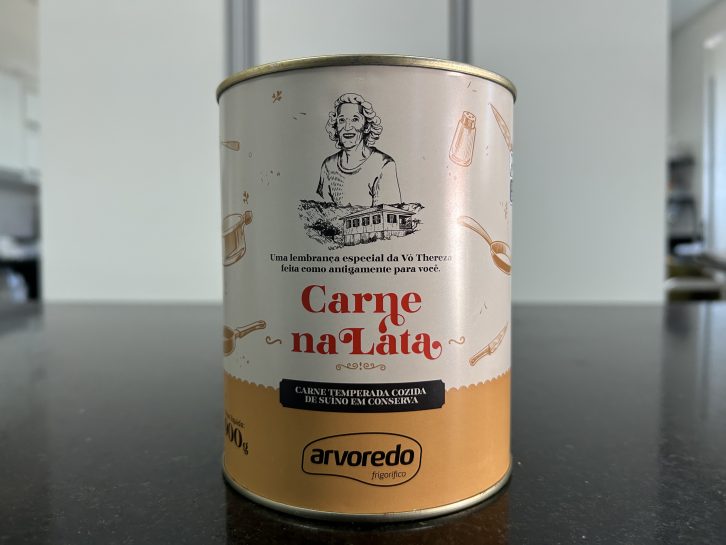 Uma lembrança especial da Vó Thereza
feita como antigamente para você.
Carne
na Lata
CARNE TEMPERADA COZIDA
DE SUÍNO EM CONSERVA
arvoredo
frigorífico